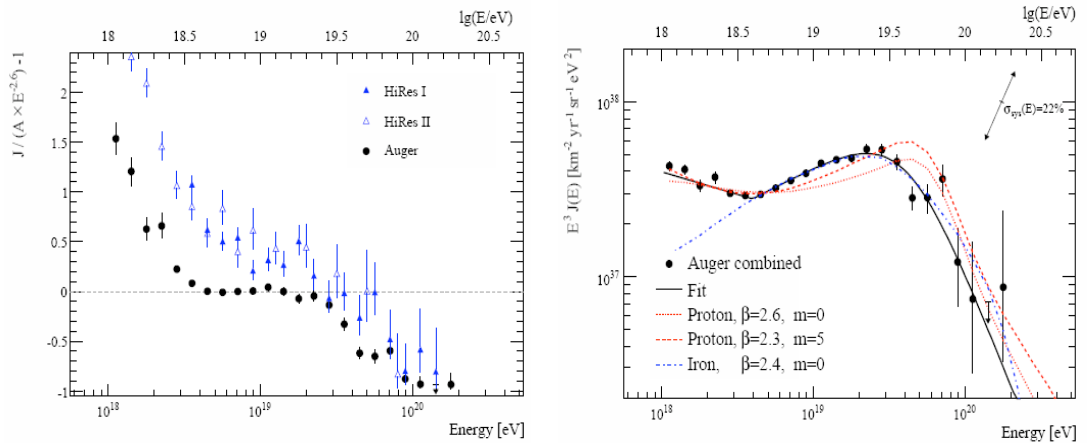 lg(E/eV)
18 18.5 19 19.5 20 20.5
J / (A × E^-2.6) -1
2
1.5
1
0.5
0
-0.5
-1
HiRes I
HiRes II
Auger
10^18 10^19 10^20
Energy [eV]
lg(E/eV)
18 18.5 19 19.5 20 20.5
E^3 J(E) [km^-2 yr^-1 sr^-1 eV^2]
10^38
10^37
σ_sys(E)=22%
Auger combined
Fit
Proton, β=2.6, m=0
Proton, β=2.3, m=5
Iron, β=2.4, m=0
10^18 10^19 10^20
Energy [eV]